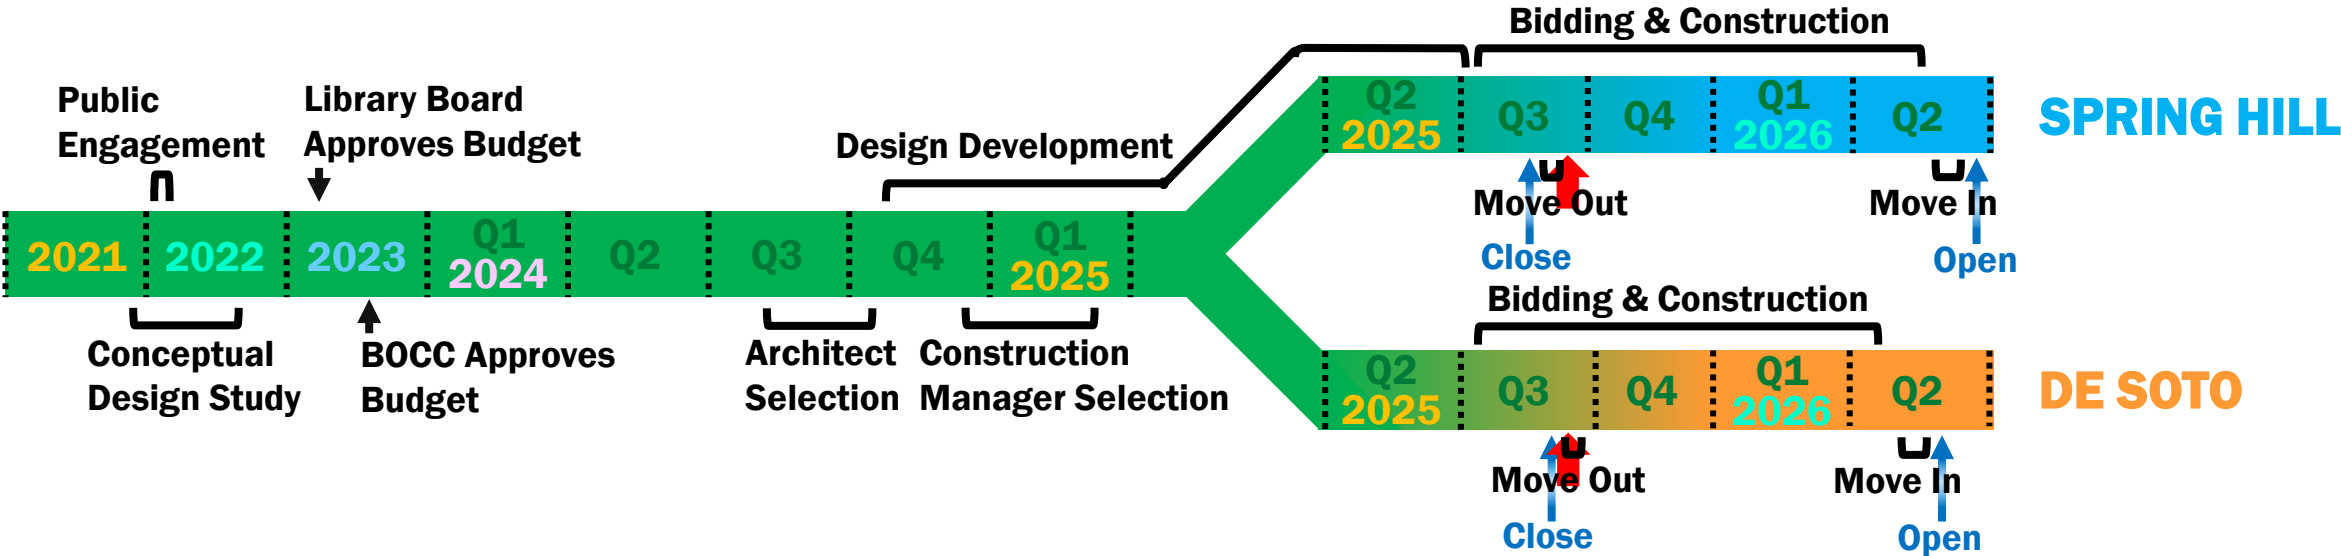 Bidding & Construction
Public
Engagement
Library Board
Approves Budget
Design Development
Q2
2025
Q3
Q4
Q1
2026
Q2
SPRING HILL
Move Out
Move In
Close
Open
2021
2022
2023
Q1
2024
Q2
Q3
Q4
Q1
2025
Conceptual
Design Study
BOCC Approves
Budget
Architect
Selection
Construction
Manager Selection
Bidding & Construction
Q2
2025
Q3
Q4
Q1
2026
Q2
DE SOTO
Move Out
Move In
Close
Open